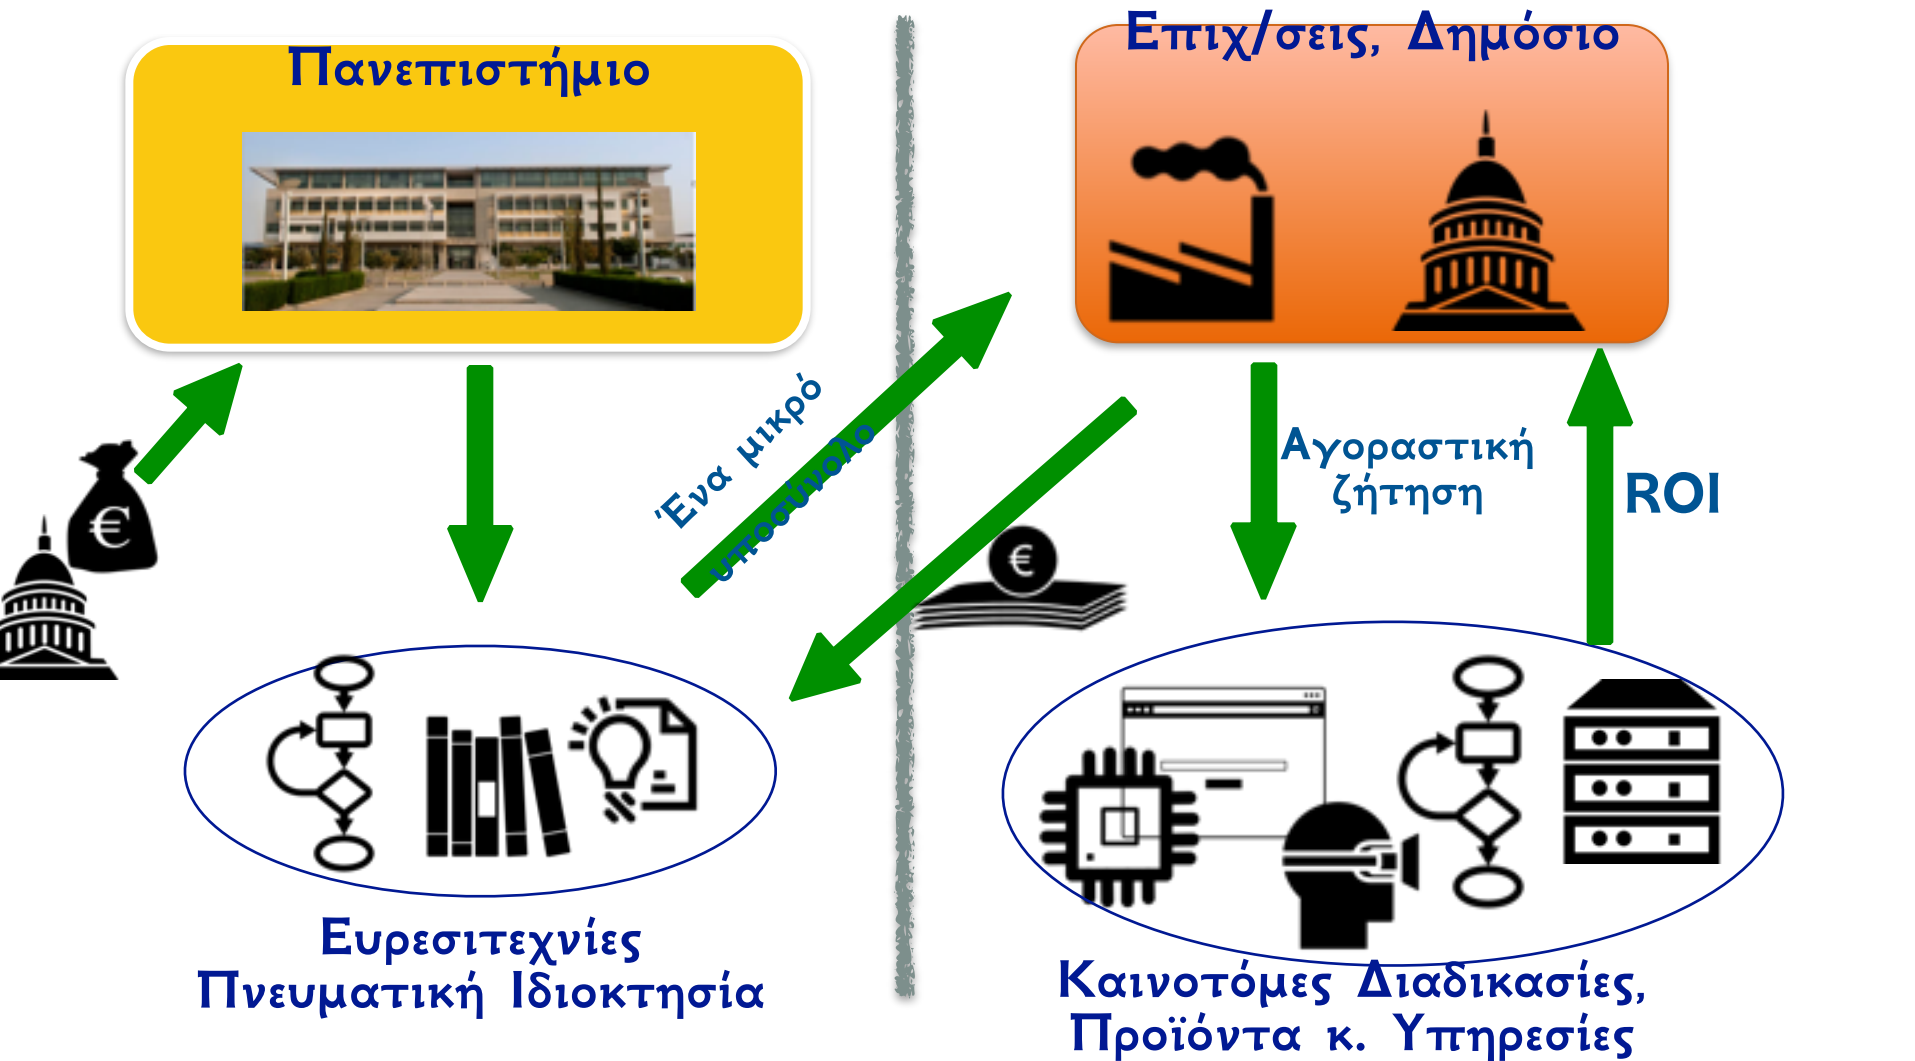 Πανεπιστήμιο
Επιχ/σεις, Δημόσιο
Ένα μικρό
υποσύνολο
Αγοραστική
ζήτηση
ROI
€
€
Ευρεσιτεχνίες
Πνευματική Ιδιοκτησία
Καινοτόμες Διαδικασίες,
Προϊόντα κ. Υπηρεσίες